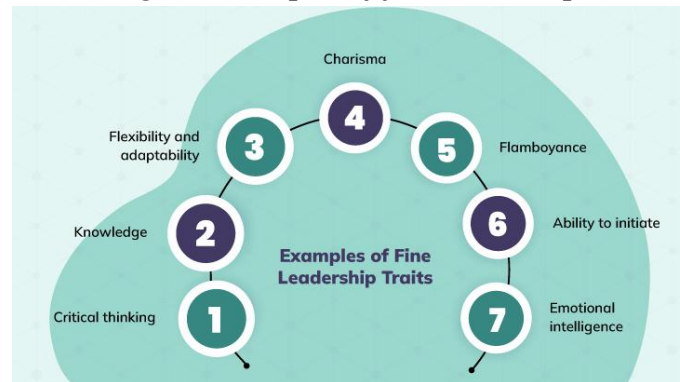 Charisma
4
Flexibility and
adaptability
3
5
Flamboyance
Knowledge
2
6
Ability to initiate
Examples of Fine
Leadership Traits
Critical thinking
1
7
Emotional
intelligence